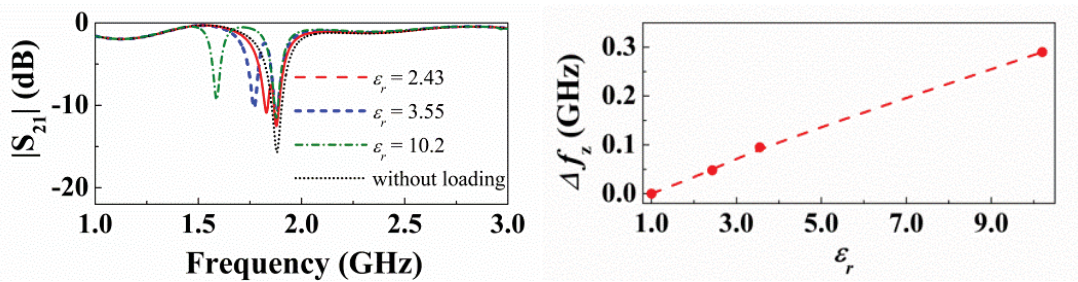 |S21| (dB)
0
-10
-20
εr = 2.43
εr = 3.55
εr = 10.2
without loading
1.0 1.5 2.0 2.5 3.0
Frequency (GHz)
Δfz (GHz)
0.3
0.2
0.1
0.0
1.0 3.0 5.0 7.0 9.0
εr